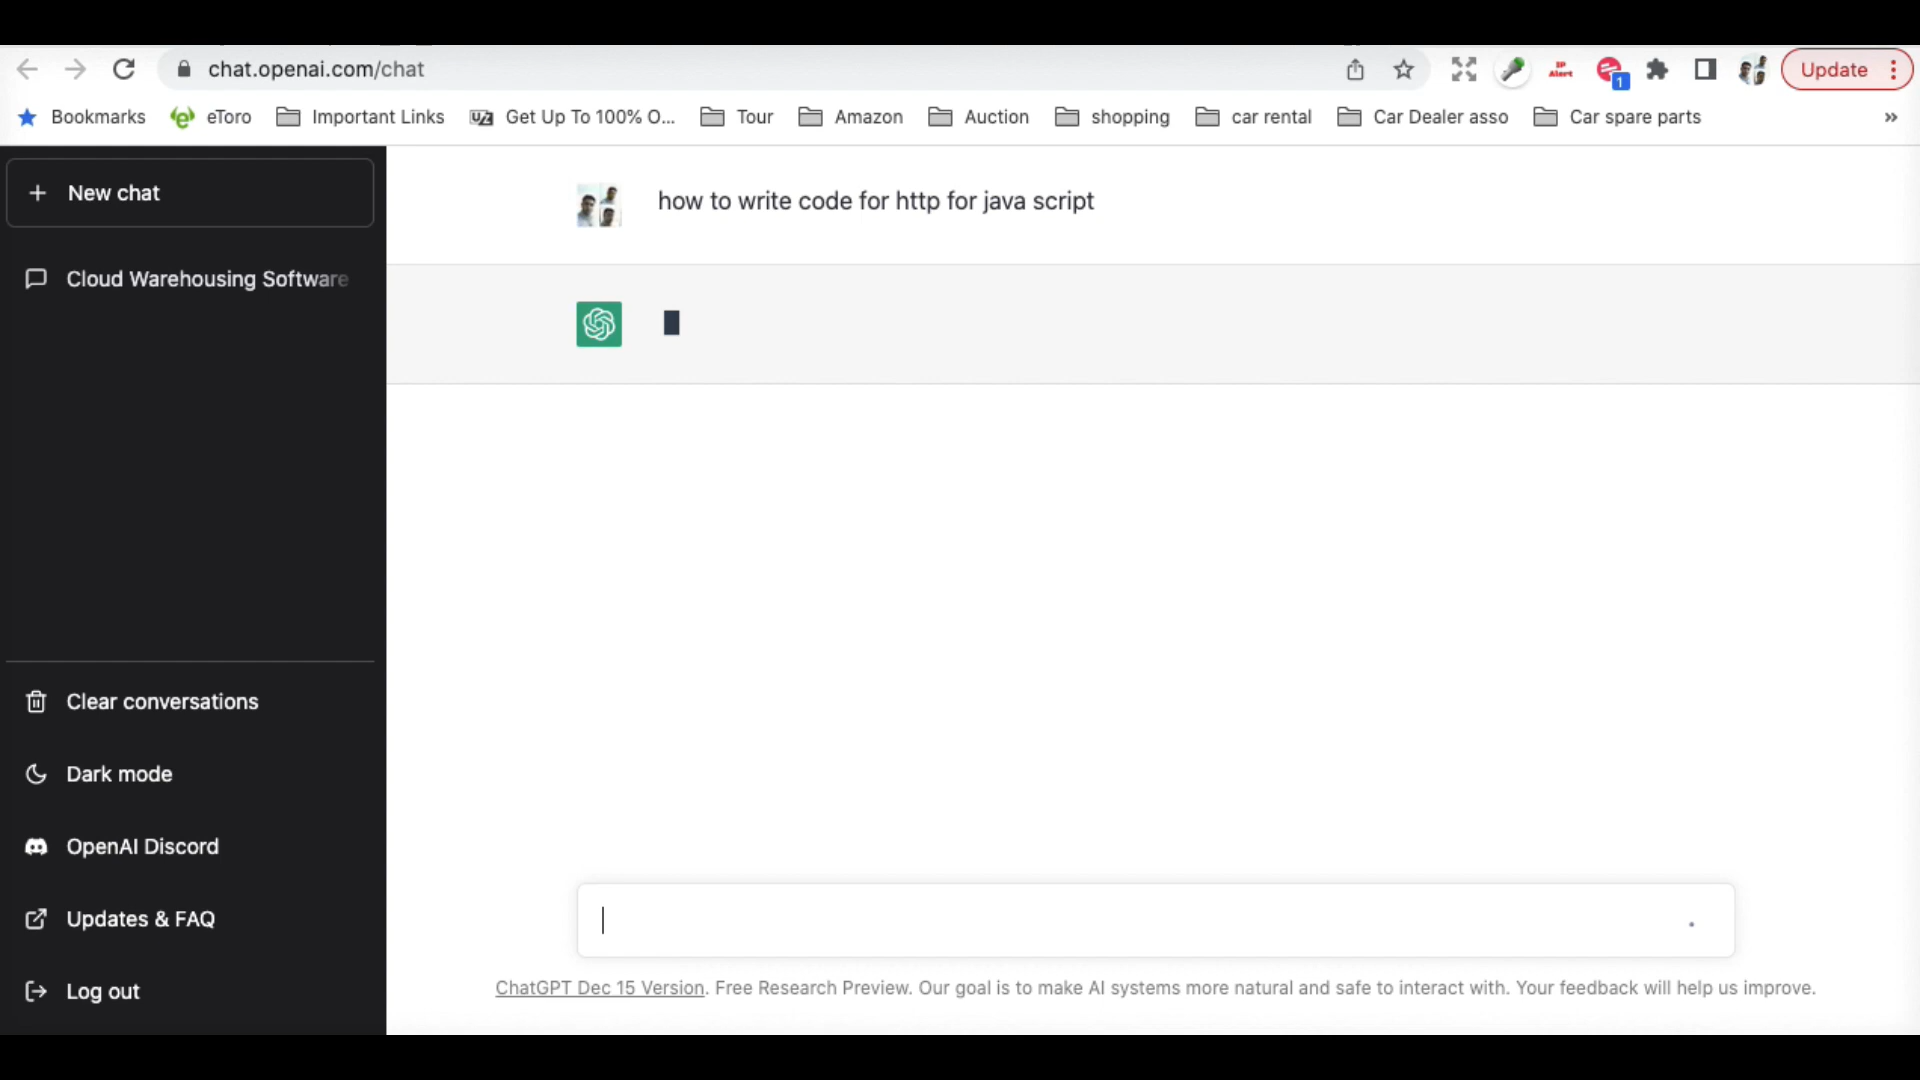 chat.openai.com/chat
Update
Bookmarks eToro Important Links Get Up To 100% O... Tour Amazon Auction shopping car rental Car Dealer asso Car spare parts »
IP
Alert
1
New chat
how to write code for http for java script
Cloud Warehousing Software
Clear conversations
Dark mode
OpenAI Discord
Updates & FAQ
Log out
ChatGPT Dec 15 Version. Free Research Preview. Our goal is to make AI systems more natural and safe to interact with. Your feedback will help us improve.